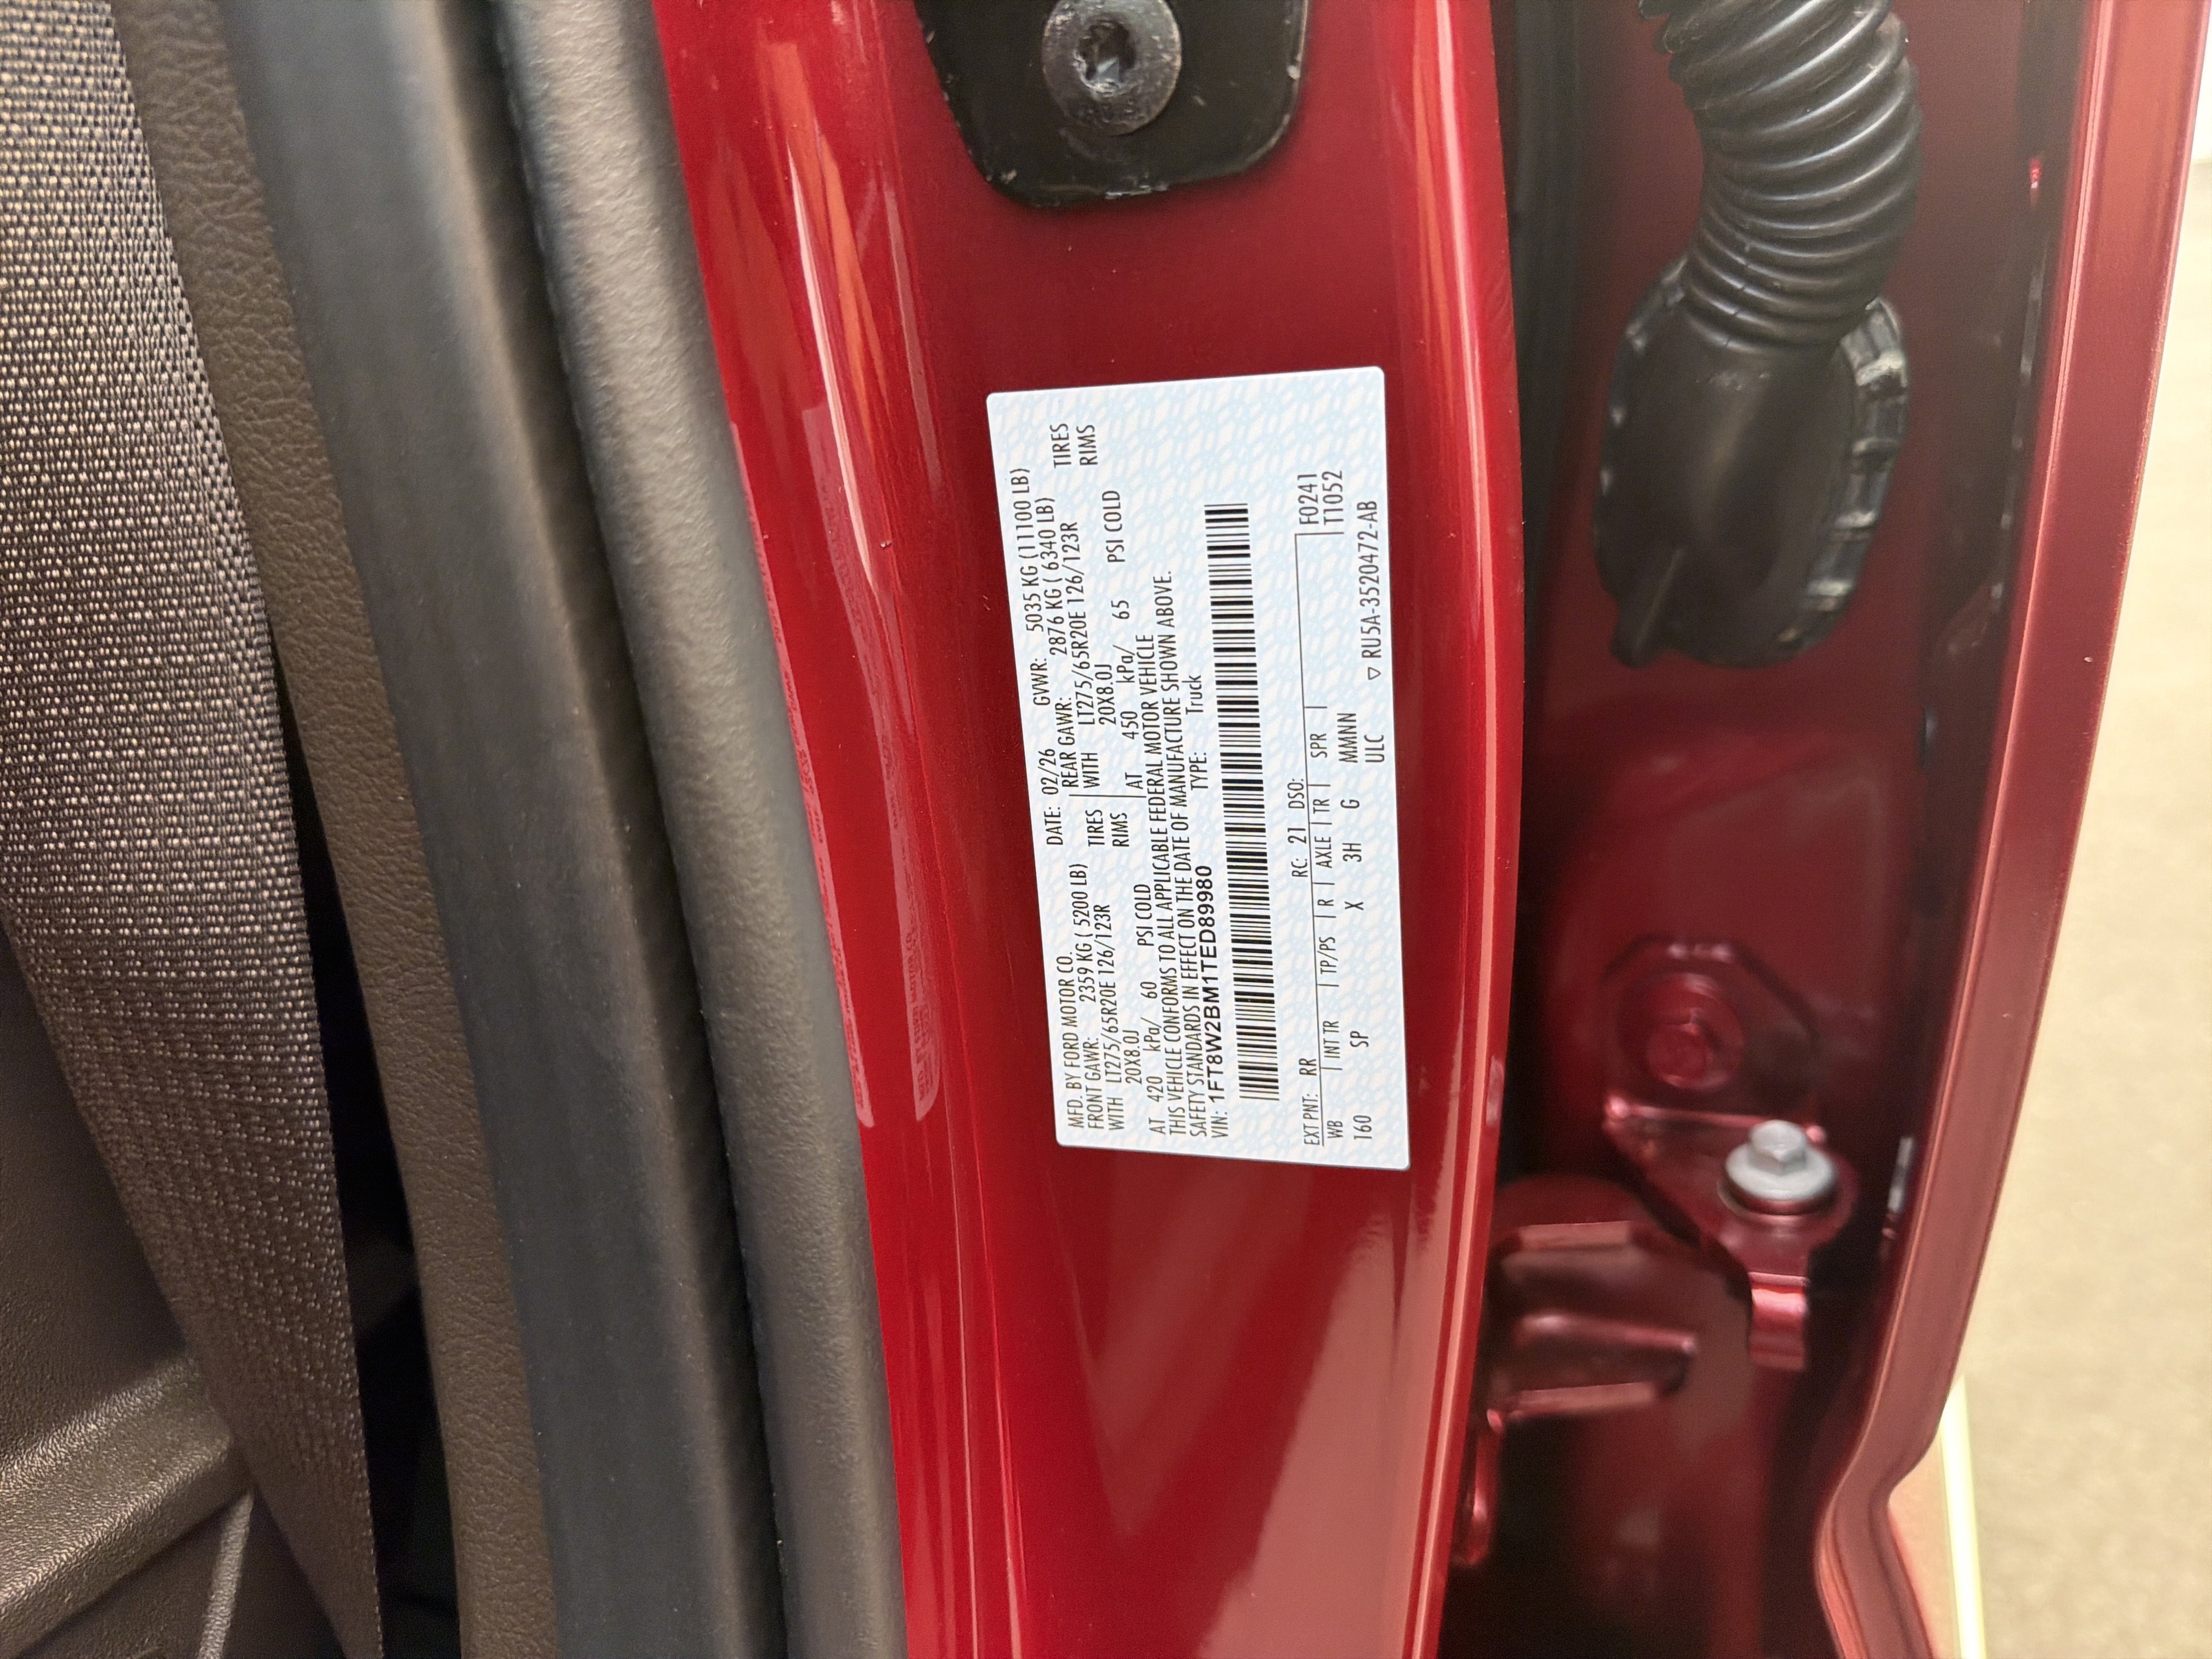 MFD. BY FORD MOTOR CO. DATE: 02/26 GVWR: 5035 KG (11100 LB)
FRONT GAWR: 2359 KG ( 5200 LB) REAR GAWR: 2876 KG ( 6340 LB)
WITH LT275/65R20E 126/123R TIRES WITH LT275/65R20E 126/123R TIRES
20X8.0J RIMS 20X8.0J RIMS
AT 420 kPa/ 60 PSI COLD AT 450 kPa/ 65 PSI COLD
THIS VEHICLE CONFORMS TO ALL APPLICABLE FEDERAL MOTOR VEHICLE
SAFETY STANDARDS IN EFFECT ON THE DATE OF MANUFACTURE SHOWN ABOVE.
VIN: 1FT8W2BM1TED89980 TYPE: Truck
EXT PNT: RR RC: 21 DSO: F0241
WB INT TR TP/PS R AXLE TR SPR T1052
160 SP X 3H G MMNN
ULC ▽ RU5A-3520472-AB